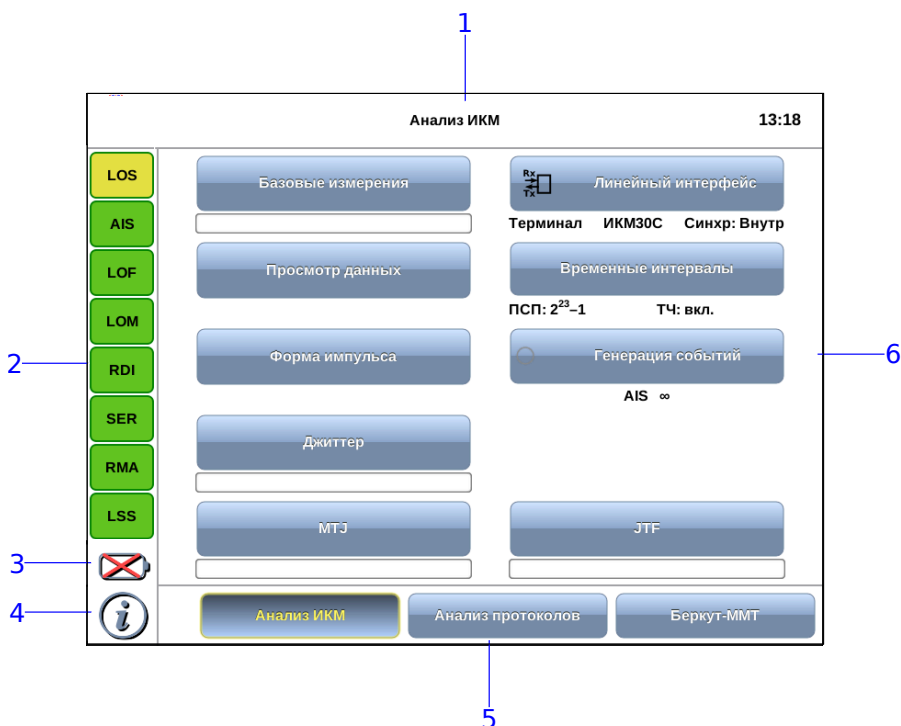 1
Анализ ИКМ 13:18
LOS
AIS
LOF
LOM
RDI
SER
RMA
LSS
2
3
4
Базовые измерения
Rx
Tx
Линейный интерфейс
Терминал ИКМ30С Синхр: Внутр
Просмотр данных
Временные интервалы
ПСП: 2²³–1 ТЧ: вкл.
Форма импульса
Генерация событий
AIS ∞
Джиттер
MTJ
JTF
6
Анализ ИКМ
Анализ протоколов
Беркут-ММТ
5